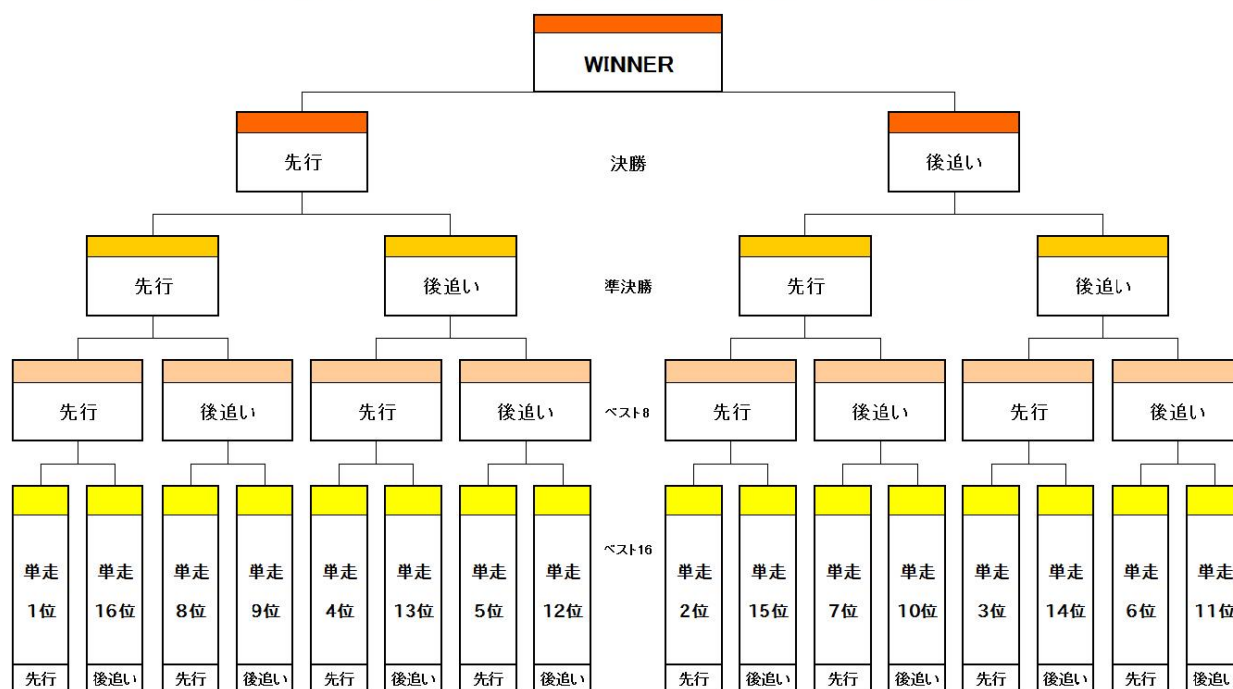 WINNER
先行
決勝
後追い
先行
後追い
準決勝
先行
後追い
先行
後追い
先行
後追い
ベスト8
先行
後追い
先行
後追い
ベスト16
単走
1位
先行
単走
16位
後追い
単走
8位
先行
単走
9位
後追い
単走
4位
先行
単走
13位
後追い
単走
5位
先行
単走
12位
後追い
単走
2位
先行
単走
15位
後追い
単走
7位
先行
単走
10位
後追い
単走
3位
先行
単走
14位
後追い
単走
6位
先行
単走
11位
後追い